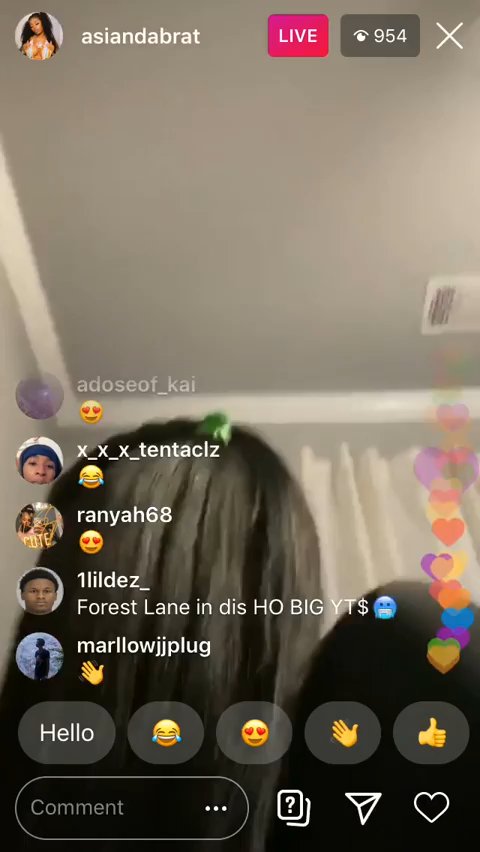 asiandabrat
LIVE
954
adoseof_kai
😍
x_x_x_tentaclz
😂
ranyah68
😍
1lildez_
Forest Lane in dis HO BIG YT$🥶
marllowjjplug
👋
Hello 😂 😍 👋 👍
Comment